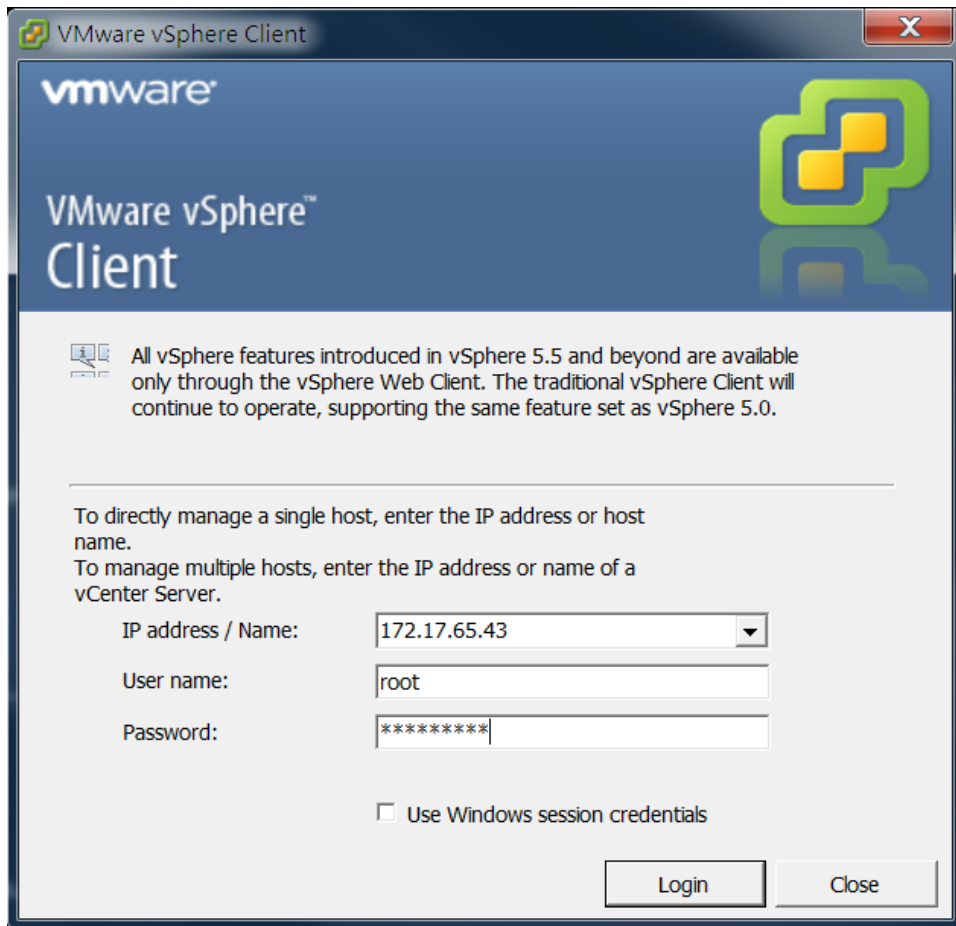 VMware vSphere Client
vmware®
VMware vSphere™
Client
All vSphere features introduced in vSphere 5.5 and beyond are available
only through the vSphere Web Client. The traditional vSphere Client will
continue to operate, supporting the same feature set as vSphere 5.0.
To directly manage a single host, enter the IP address or host
name.
To manage multiple hosts, enter the IP address or name of a
vCenter Server.
IP address / Name: 172.17.65.43
User name: root
Password: *********
Use Windows session credentials
Login Close